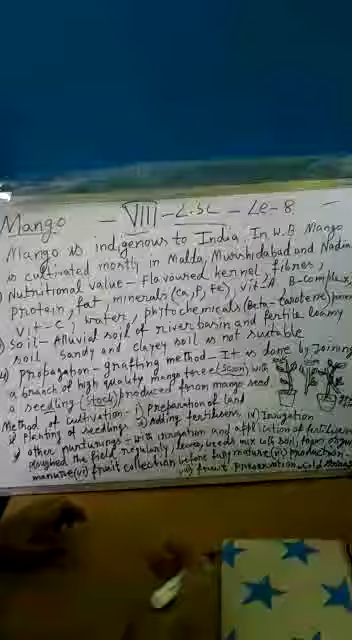 Mango - VIII - L.Sc - Le-8. -
Mango is indigenous to India, In W.B Mango
is cultivated mostly in Malda, Murshidabad and Nadia
Nutritional value - Flavoured kernel, fibres,
Protein, fat, minerals (Ca, P, Fe), Vit-A, B-complex,
Vit-C, water, phytochemicals (Beta-carotene)
Soil - Alluvial soil of river basin and fertile loamy
soil. Sandy and clayey soil is not suitable
4) Propagation - grafting method - It is done by joining
a branch of high quality mango tree (scion) with
a seedling (stock) produced from mango seed.
Method of cultivation - i) Preparation of land
ii) Planting of seedlings iii) Adding fertilisers iv) Irrigation
v) other nurturings - with irrigation and application of fertilisers
ploughed the field regularly, leaves, weeds mix with soil, form organic
manure (vi) fruit collection before fully mature (vii) production -
(viii) fruit preservation - cold storage